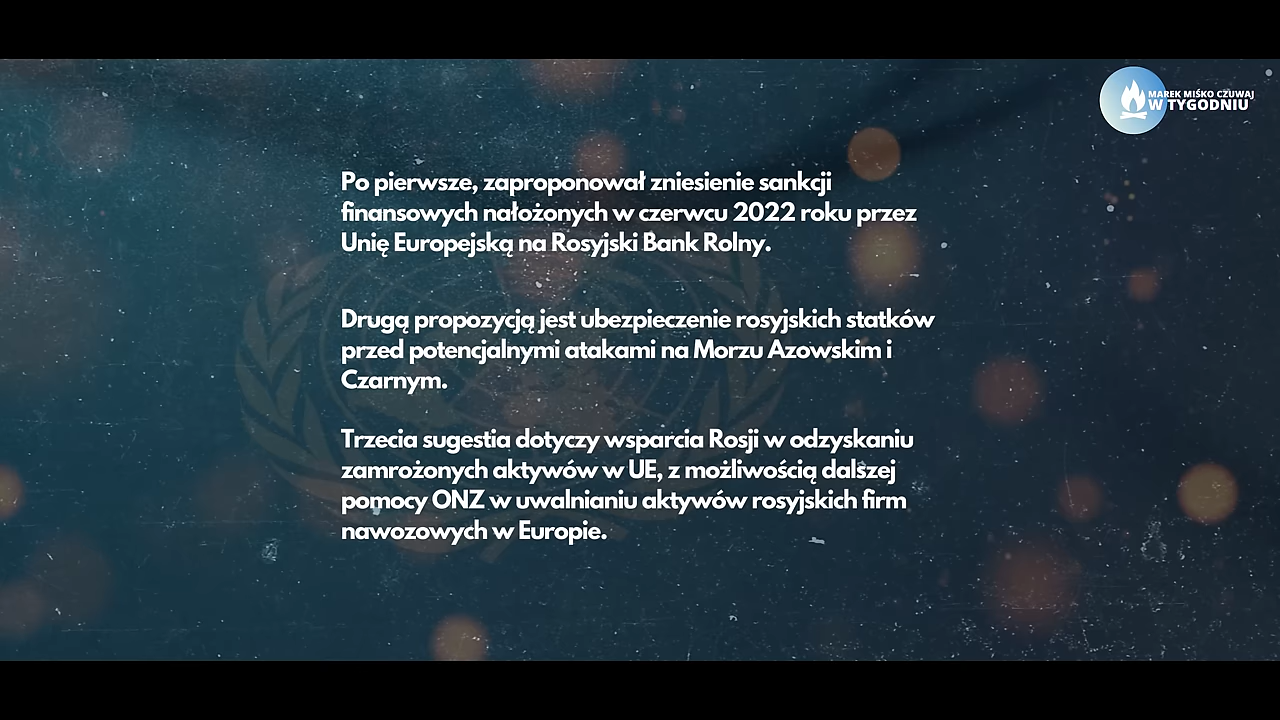 MAREK MIŚKO CZUWAJ
W TYGODNIU
Po pierwsze, zaproponował zniesienie sankcji
finansowych nałożonych w czerwcu 2022 roku przez
Unię Europejską na Rosyjski Bank Rolny.
Drugą propozycją jest ubezpieczenie rosyjskich statków
przed potencjalnymi atakami na Morzu Azowskim i
Czarnym.
Trzecia sugestia dotyczy wsparcia Rosji w odzyskaniu
zamrożonych aktywów w UE, z możliwością dalszej
pomocy ONZ w uwalnianiu aktywów rosyjskich firm
nawozowych w Europie.